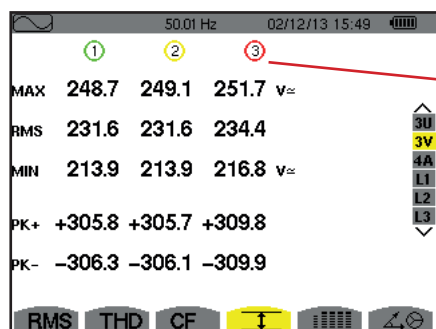 50.01 Hz 02/12/13 15:49
1 2 3
MAX 248.7 249.1 251.7 V≃
RMS 231.6 231.6 234.4
MIN 213.9 213.9 216.8 V≃
PK+ +305.8 +305.7 +309.8
PK- -306.3 -306.1 -309.9
3U
3V
4A
L1
L2
L3
RMS THD CF